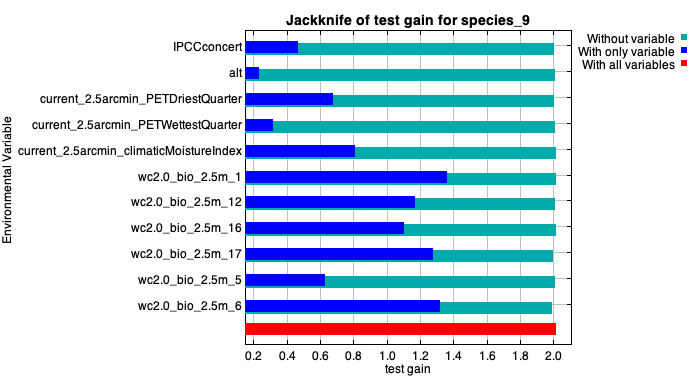 Jackknife of test gain for species_9
Without variable
With only variable
With all variables
Environmental Variable
IPCCconcert
alt
current_2.5arcmin_PETDriestQuarter
current_2.5arcmin_PETWettestQuarter
current_2.5arcmin_climaticMoistureIndex
wc2.0_bio_2.5m_1
wc2.0_bio_2.5m_12
wc2.0_bio_2.5m_16
wc2.0_bio_2.5m_17
wc2.0_bio_2.5m_5
wc2.0_bio_2.5m_6
0.2 0.4 0.6 0.8 1.0 1.2 1.4 1.6 1.8 2.0
test gain